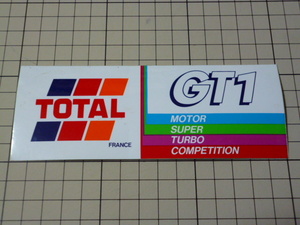 TOTAL
FRANCE
GT1
MOTOR
SUPER
TURBO
COMPETITION